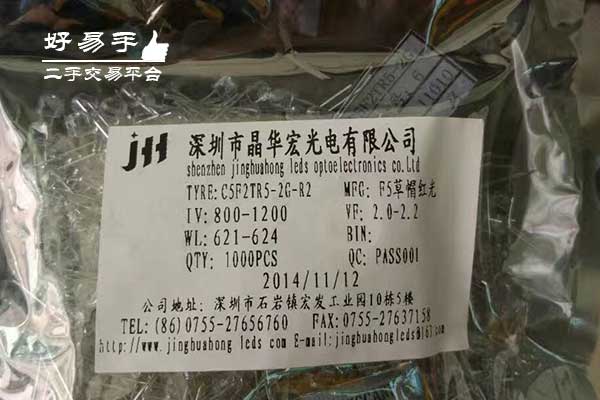 好易手
二手交易平台
JHH
深圳市晶华宏光电有限公司
shenzhen jinghuahong leds optoelectronics co.Ltd
TYRE: C5F2TR5-2G-R2 MFG: F5草帽红光
IV: 800-1200 VF: 2.0-2.2
WL: 621-624 BIN:
QTY: 1000PCS QC: PASS001
2014/11/12
公司地址: 深圳市石岩镇宏发工业园10栋5楼
TEL: (86)0755-27656760 FAX: 0755-27637158
http://www.jinghuahong leds com E-mail:jinghuahongleds@163.com